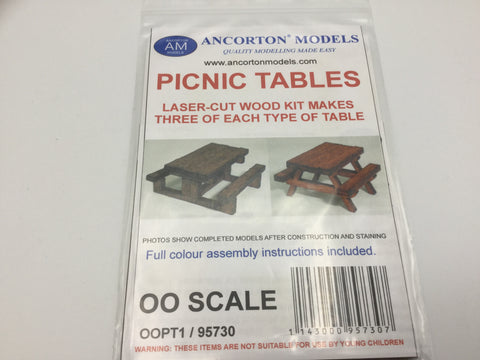 ANCORTON
AM
MODELS
ANCORTON® MODELS
QUALITY MODELLING MADE EASY
www.ancortonmodels.com
PICNIC TABLES
LASER-CUT WOOD KIT MAKES
THREE OF EACH TYPE OF TABLE
PHOTOS SHOW COMPLETED MODELS AFTER CONSTRUCTION AND STAINING
Full colour assembly instructions included.
OO SCALE
OOPT1 / 95730
1 143000 957307
WARNING: THESE ITEMS ARE NOT SUITABLE FOR USE BY YOUNG CHILDREN